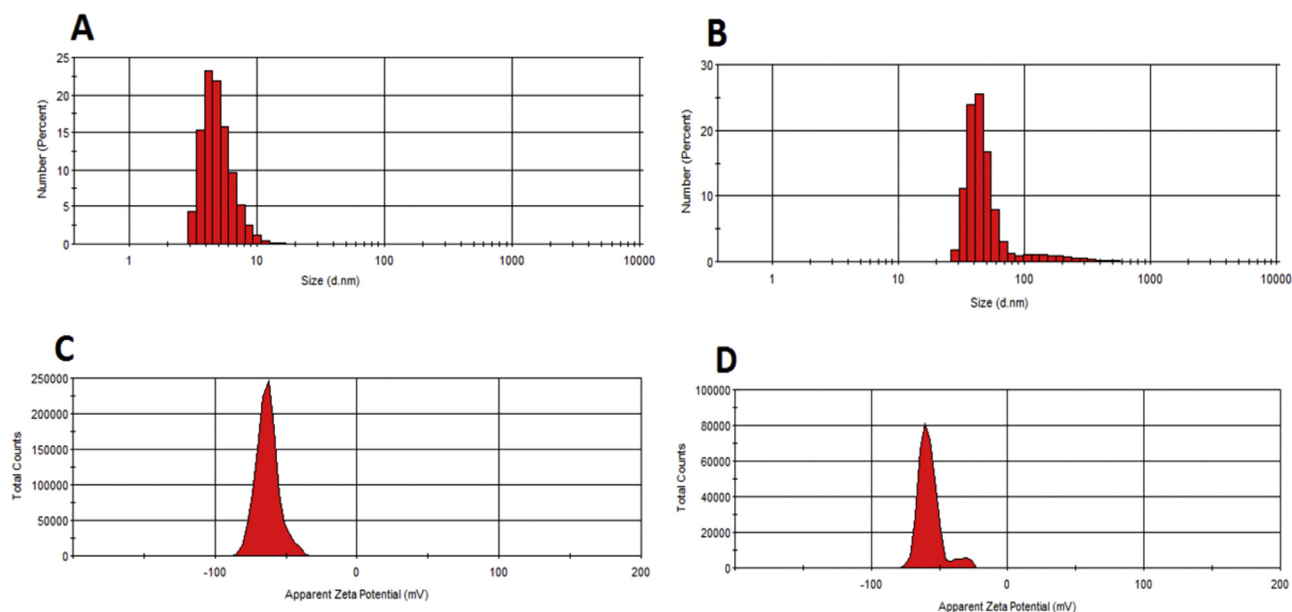 A
Number (Percent)
25
20
15
10
5
0
1 10 100 1000 10000
Size (d.nm)
B
Number (Percent)
30
20
10
0
1 10 100 1000 10000
Size (d.nm)
C
Total Counts
250000
200000
150000
100000
50000
0
-100 0 100 200
Apparent Zeta Potential (mV)
D
Total Counts
100000
80000
60000
40000
20000
0
-100 0 100 200
Apparent Zeta Potential (mV)